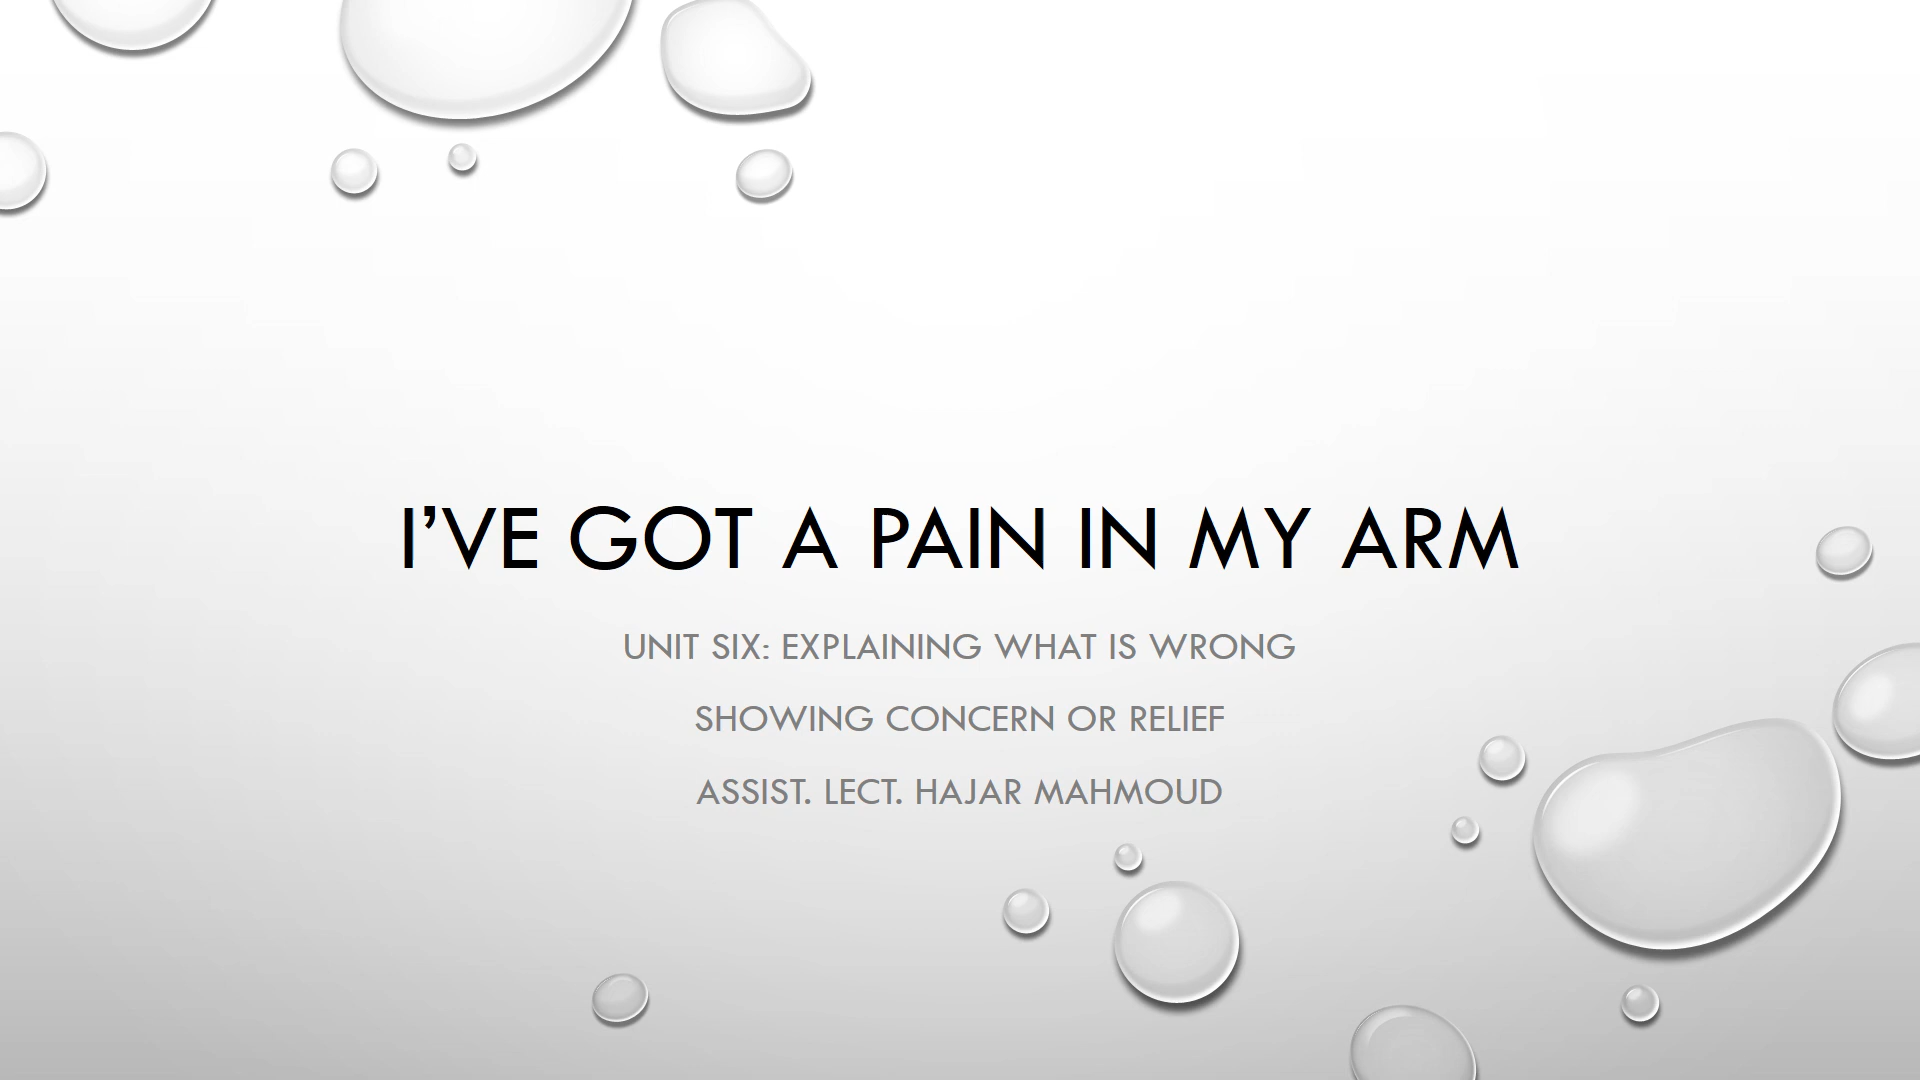 I’VE GOT A PAIN IN MY ARM
UNIT SIX: EXPLAINING WHAT IS WRONG
SHOWING CONCERN OR RELIEF
ASSIST. LECT. HAJAR MAHMOUD